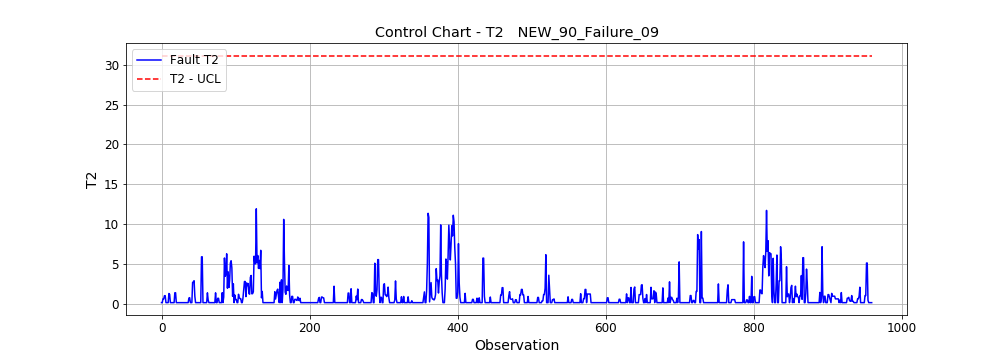 Control Chart - T2   NEW_90_Failure_09
Fault T2
T2 - UCL
T2
30
25
20
15
10
5
0
0 200 400 600 800 1000
Observation